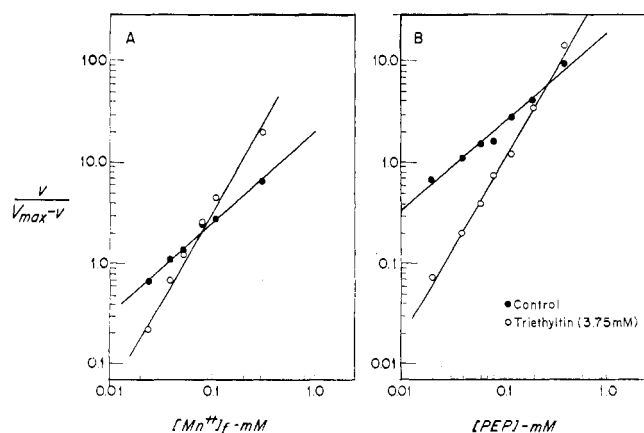 A
B
100.0
10.0
1.0
0.1
10.0
1.0
0.1
0.01
v
Vmax-v
● Control
○ Triethyltin (3.75mM)
0.01
0.1
1.0
0.01
0.1
1.0
[Mn++]f-mM
[PEP]-mM